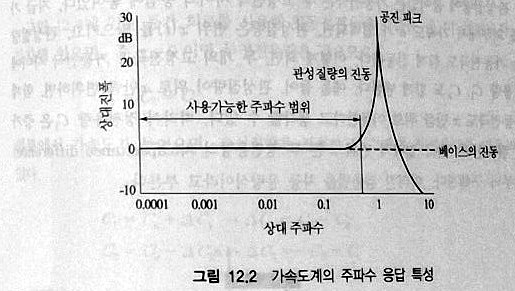 30
dB
20
10
0
-10
상대진폭
공진 피크
관성 질량의 진동
사용가능한 주파수 범위
베이스의 진동
0.0001 0.001 0.01 0.1 1 10
상대 주파수
그림 12.2 가속도계의 주파수 응답 특성